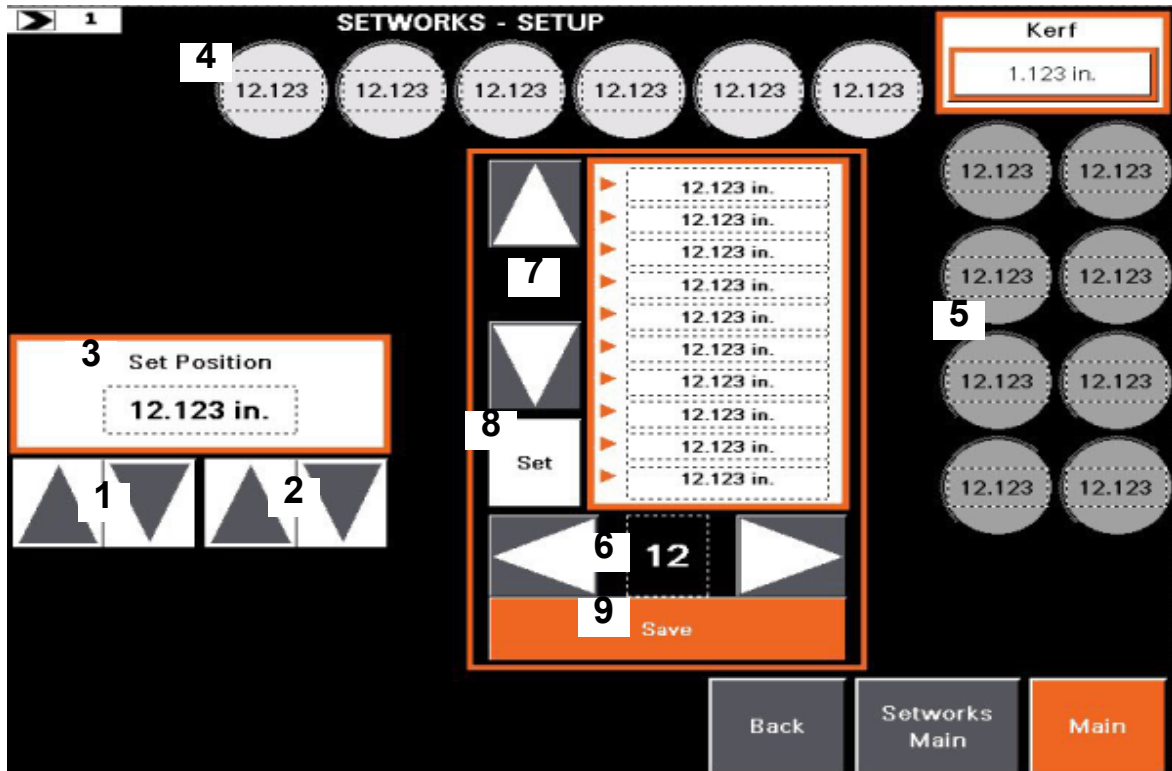 1
SETWORKS - SETUP
Kerf
1.123 in.
4
12.123 12.123 12.123 12.123 12.123 12.123
12.123 12.123
12.123 12.123
5
12.123 12.123
12.123 12.123
7
12.123 in.
12.123 in.
12.123 in.
12.123 in.
12.123 in.
12.123 in.
12.123 in.
12.123 in.
12.123 in.
12.123 in.
3
Set Position
12.123 in.
1
2
8
Set
6
12
9
Save
Back
Setworks
Main
Main